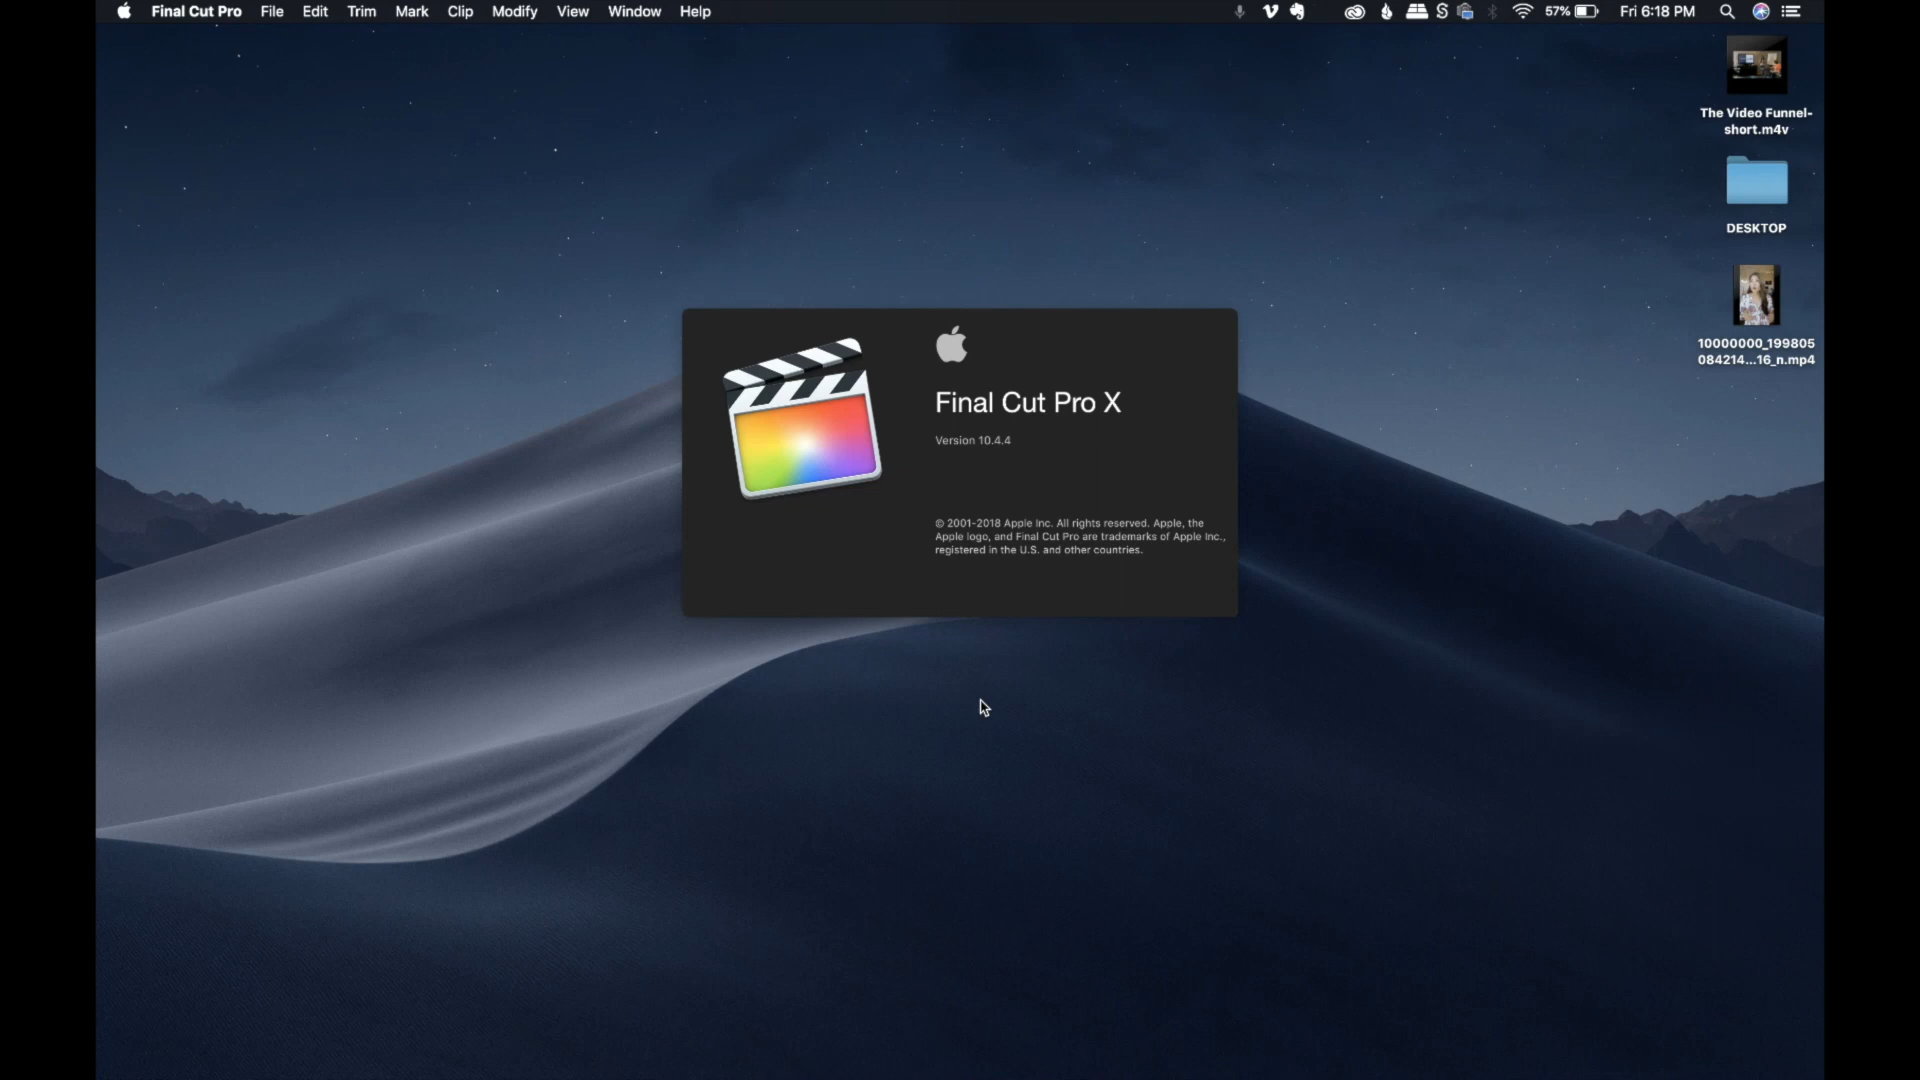 Final Cut Pro File Edit Trim Mark Clip Modify View Window Help 57% Fri 6:18 PM
The Video Funnel-
short.m4v
DESKTOP
10000000_199805
084214...16_n.mp4
Final Cut Pro X
Version 10.4.4
© 2001-2018 Apple Inc. All rights reserved. Apple, the
Apple logo, and Final Cut Pro are trademarks of Apple Inc.,
registered in the U.S. and other countries.